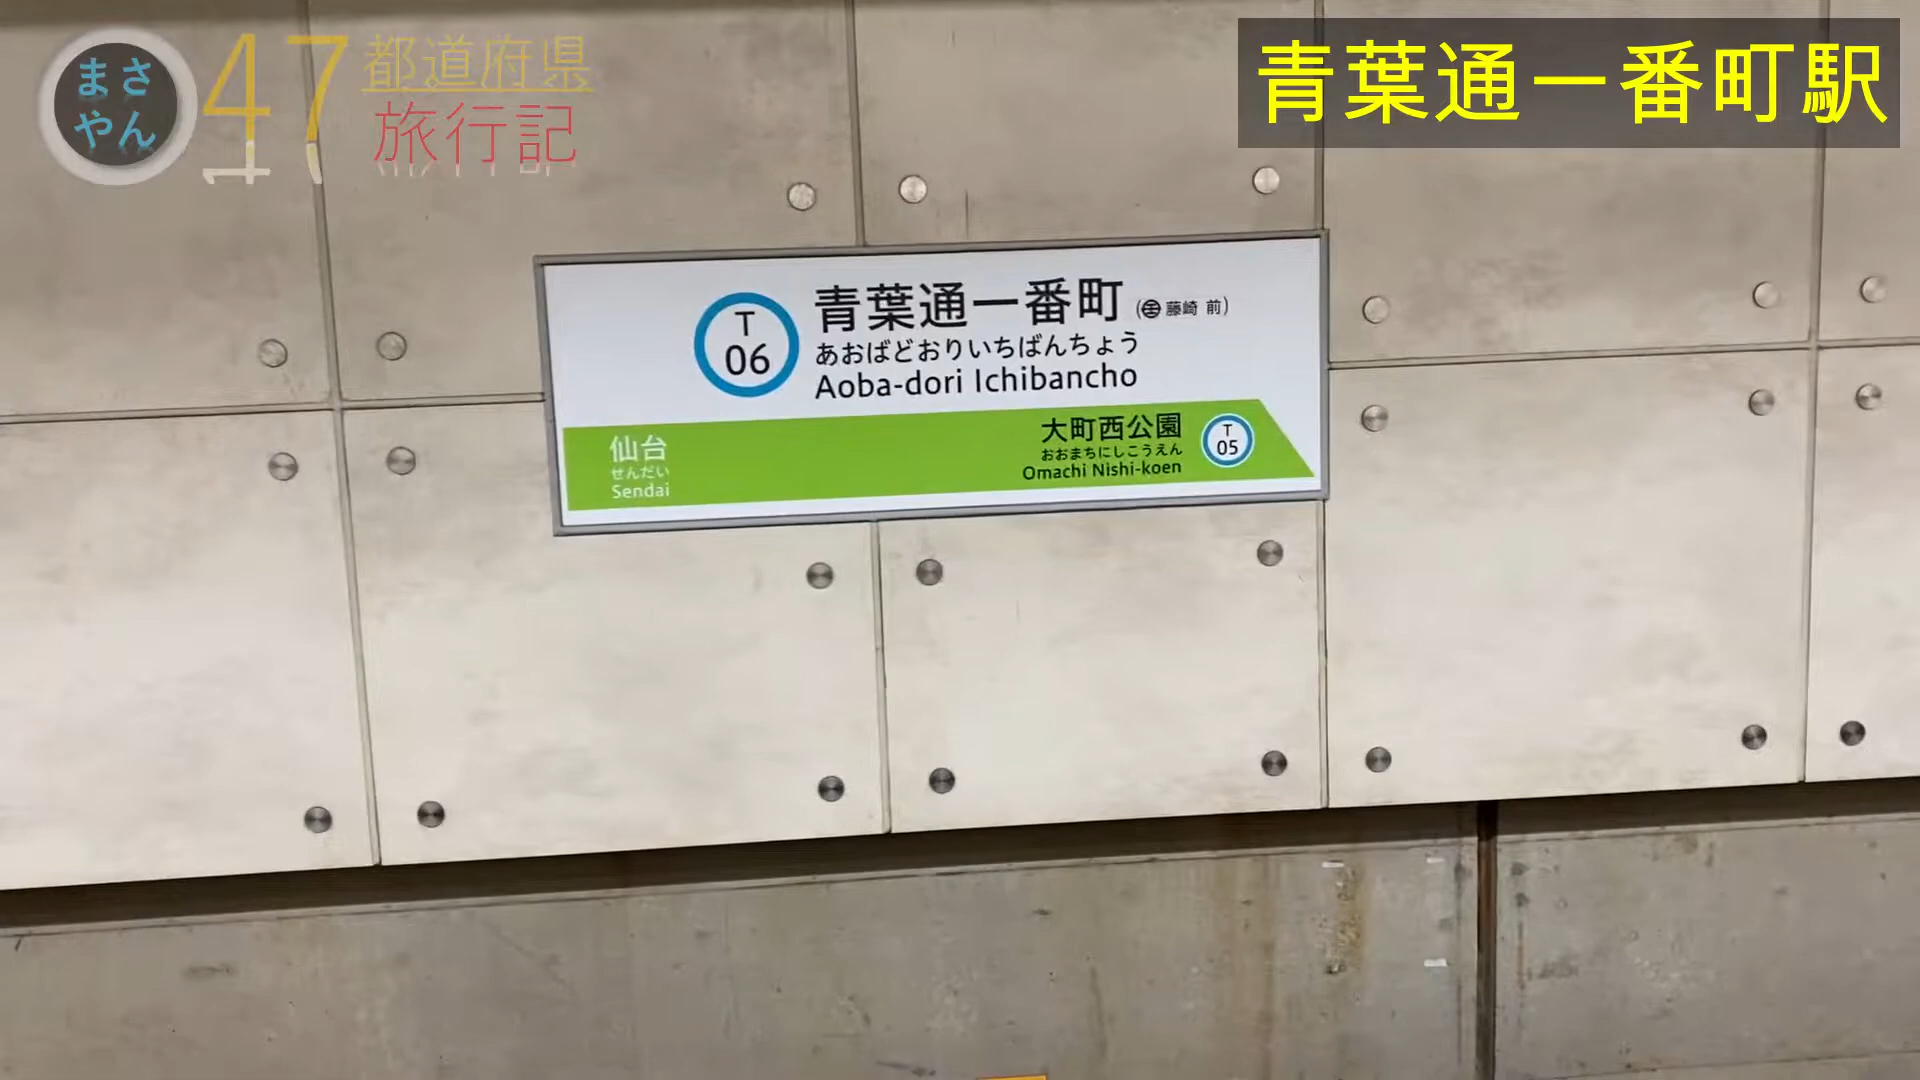 まさ
やん
47
都道府県
旅行記
青葉通一番町駅
T
06
青葉通一番町 (藤崎 前)
あおばどおりいちばんちょう
Aoba-dori Ichibancho
仙台
せんだい
Sendai
大町西公園
おおまちにしこうえん
Omachi Nishi-koen
T
05